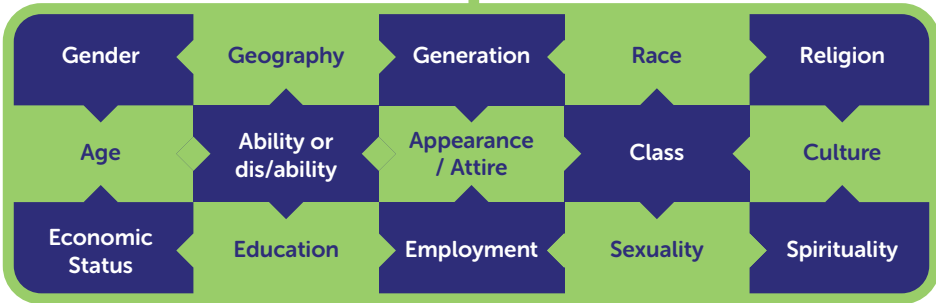 Gender
Geography
Generation
Race
Religion
Age
Ability or
dis/ability
Appearance
/ Attire
Class
Culture
Economic
Status
Education
Employment
Sexuality
Spirituality